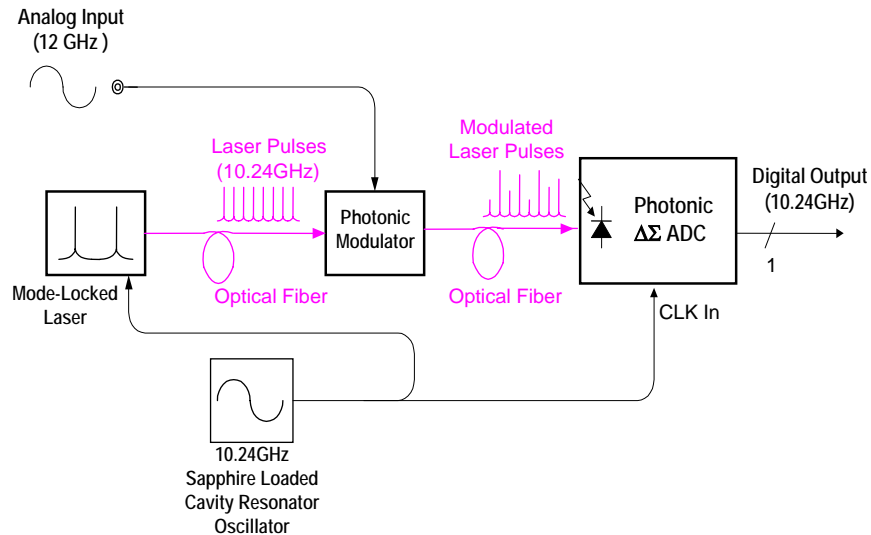 Analog Input
(12 GHz )
Laser Pulses
(10.24GHz)
Modulated
Laser Pulses
Digital Output
(10.24GHz)
Photonic
Modulator
Photonic
ΔΣ ADC
1
Optical Fiber
Optical Fiber
Mode-Locked
Laser
CLK In
10.24GHz
Sapphire Loaded
Cavity Resonator
Oscillator